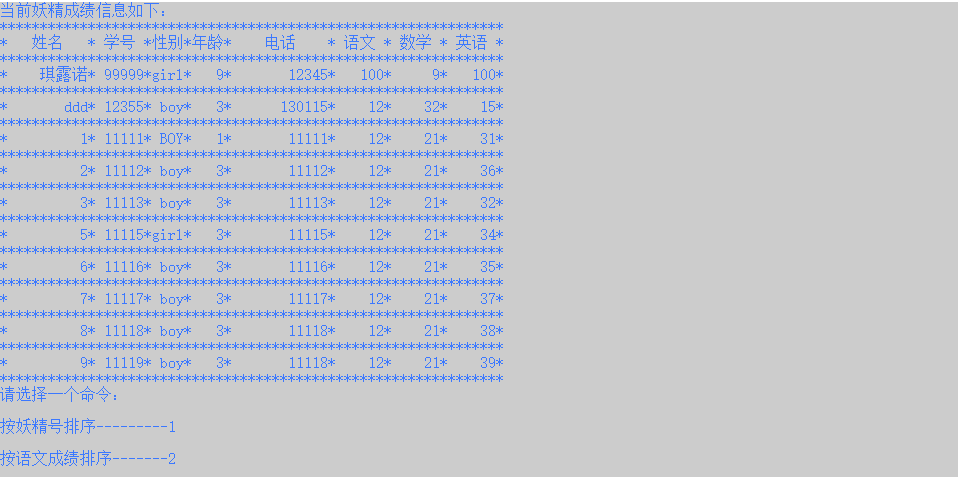 当前妖精成绩信息如下：
***************************************************************
*   姓名   * 学号 *性别*年龄*    电话    * 语文 * 数学 * 英语 *
***************************************************************
*    琪露诺* 99999*girl*   9*       12345*   100*     9*   100*
***************************************************************
*       ddd* 12355* boy*   3*      130115*    12*    32*    15*
***************************************************************
*         1* 11111* BOY*   1*       11111*    12*    21*    31*
***************************************************************
*         2* 11112* boy*   3*       11112*    12*    21*    36*
***************************************************************
*         3* 11113* boy*   3*       11113*    12*    21*    32*
***************************************************************
*         5* 11115*girl*   3*       11115*    12*    21*    34*
***************************************************************
*         6* 11116* boy*   3*       11116*    12*    21*    35*
***************************************************************
*         7* 11117* boy*   3*       11117*    12*    21*    37*
***************************************************************
*         8* 11118* boy*   3*       11118*    12*    21*    38*
***************************************************************
*         9* 11119* boy*   3*       11118*    12*    21*    39*
***************************************************************
请选择一个命令：
按妖精号排序---------1
按语文成绩排序-------2